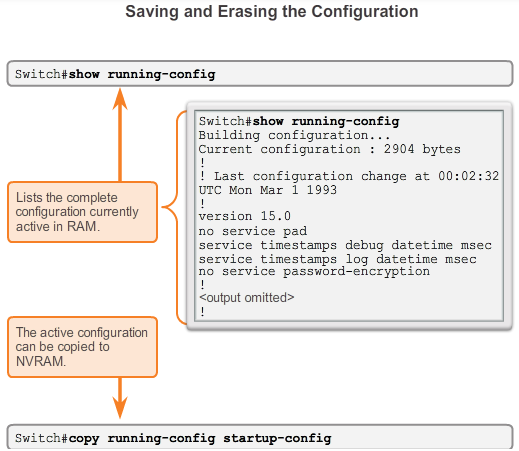 Saving and Erasing the Configuration
Switch#show running-config
Switch#show running-config
Building configuration...
Current configuration : 2904 bytes
!
! Last configuration change at 00:02:32
UTC Mon Mar 1 1993
!
version 15.0
no service pad
service timestamps debug datetime msec
service timestamps log datetime msec
no service password-encryption
!
<output omitted>
!
Lists the complete
configuration currently
active in RAM.
The active configuration
can be copied to
NVRAM.
Switch#copy running-config startup-config